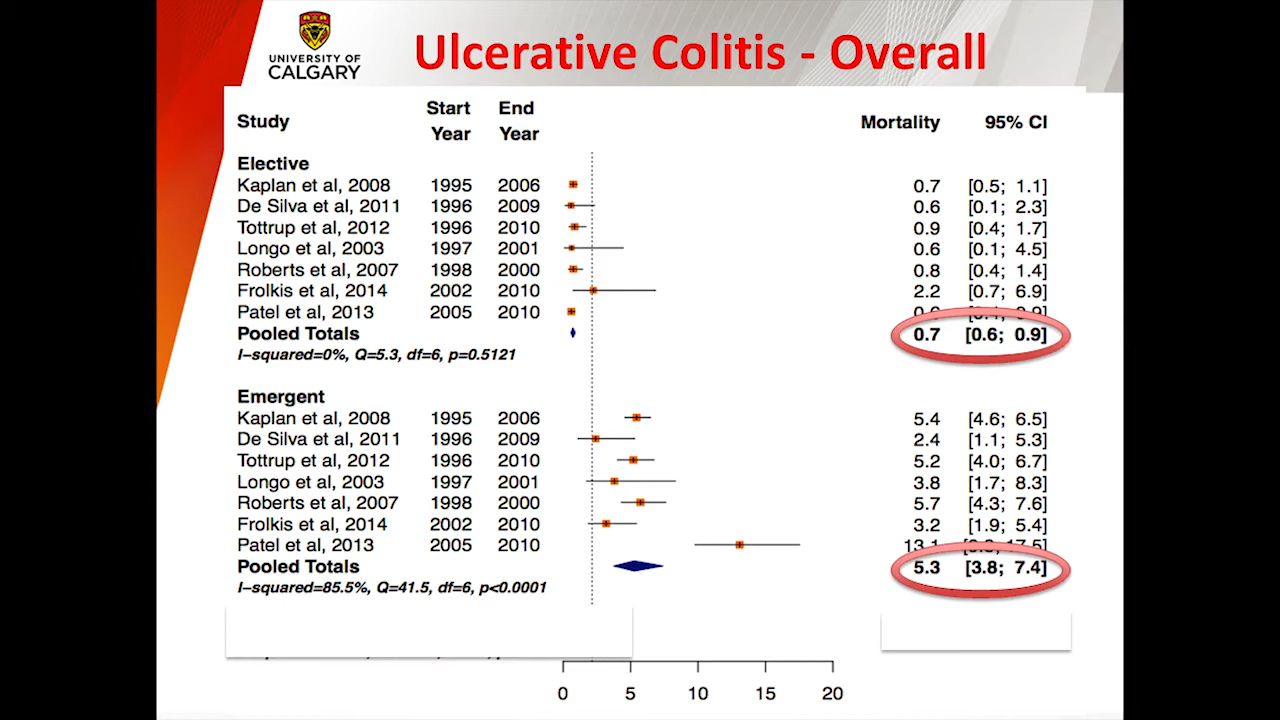 UNIVERSITY OF
CALGARY
Ulcerative Colitis - Overall
Study Start Year End Year Mortality 95% CI
Elective
Kaplan et al, 2008 1995 2006 0.7 [0.5; 1.1]
De Silva et al, 2011 1996 2009 0.6 [0.1; 2.3]
Tottrup et al, 2012 1996 2010 0.9 [0.4; 1.7]
Longo et al, 2003 1997 2001 0.6 [0.1; 4.5]
Roberts et al, 2007 1998 2000 0.8 [0.4; 1.4]
Frolkis et al, 2014 2002 2010 2.2 [0.7; 6.9]
Patel et al, 2013 2005 2010
Pooled Totals 0.7 [0.6; 0.9]
I-squared=0%, Q=5.3, df=6, p=0.5121
Emergent
Kaplan et al, 2008 1995 2006 5.4 [4.6; 6.5]
De Silva et al, 2011 1996 2009 2.4 [1.1; 5.3]
Tottrup et al, 2012 1996 2010 5.2 [4.0; 6.7]
Longo et al, 2003 1997 2001 3.8 [1.7; 8.3]
Roberts et al, 2007 1998 2000 5.7 [4.3; 7.6]
Frolkis et al, 2014 2002 2010 3.2 [1.9; 5.4]
Patel et al, 2013 2005 2010 13.1
Pooled Totals 5.3 [3.8; 7.4]
I-squared=85.5%, Q=41.5, df=6, p<0.0001
0 5 10 15 20